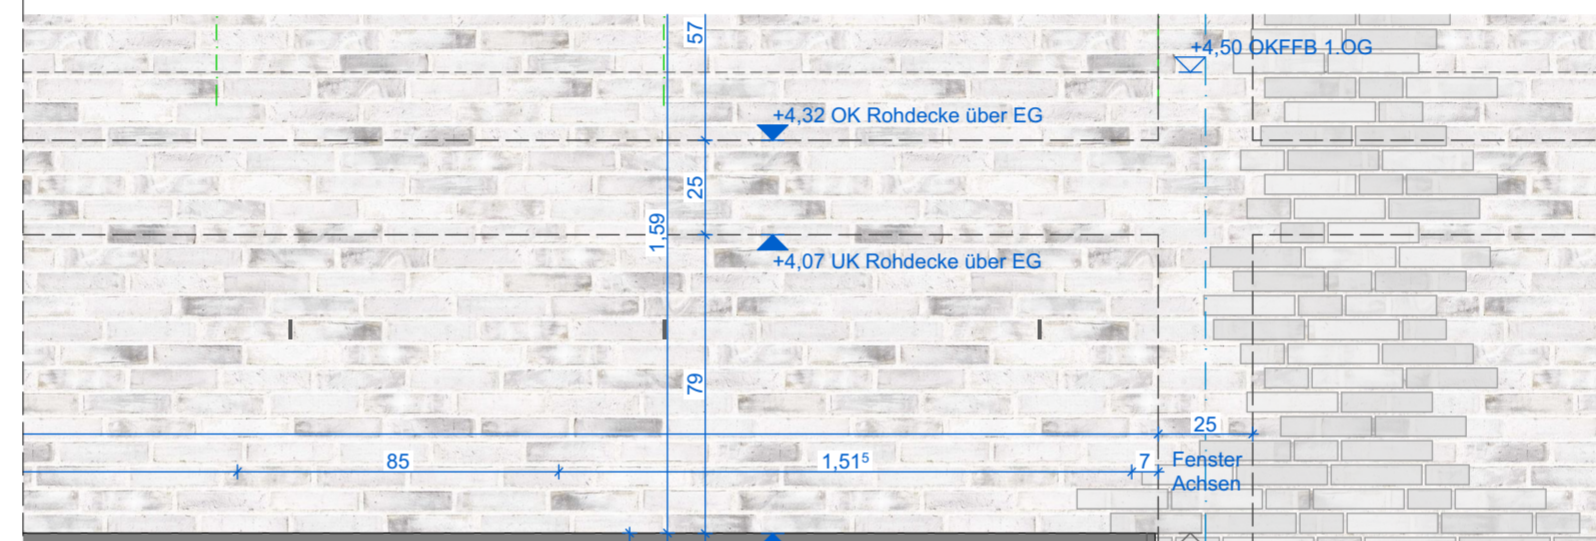 57
+4,50 OKFFB 1.OG
+4,32 OK Rohdecke über EG
25
1,59
+4,07 UK Rohdecke über EG
79
25
85
1,51⁵
7
Fenster
Achsen